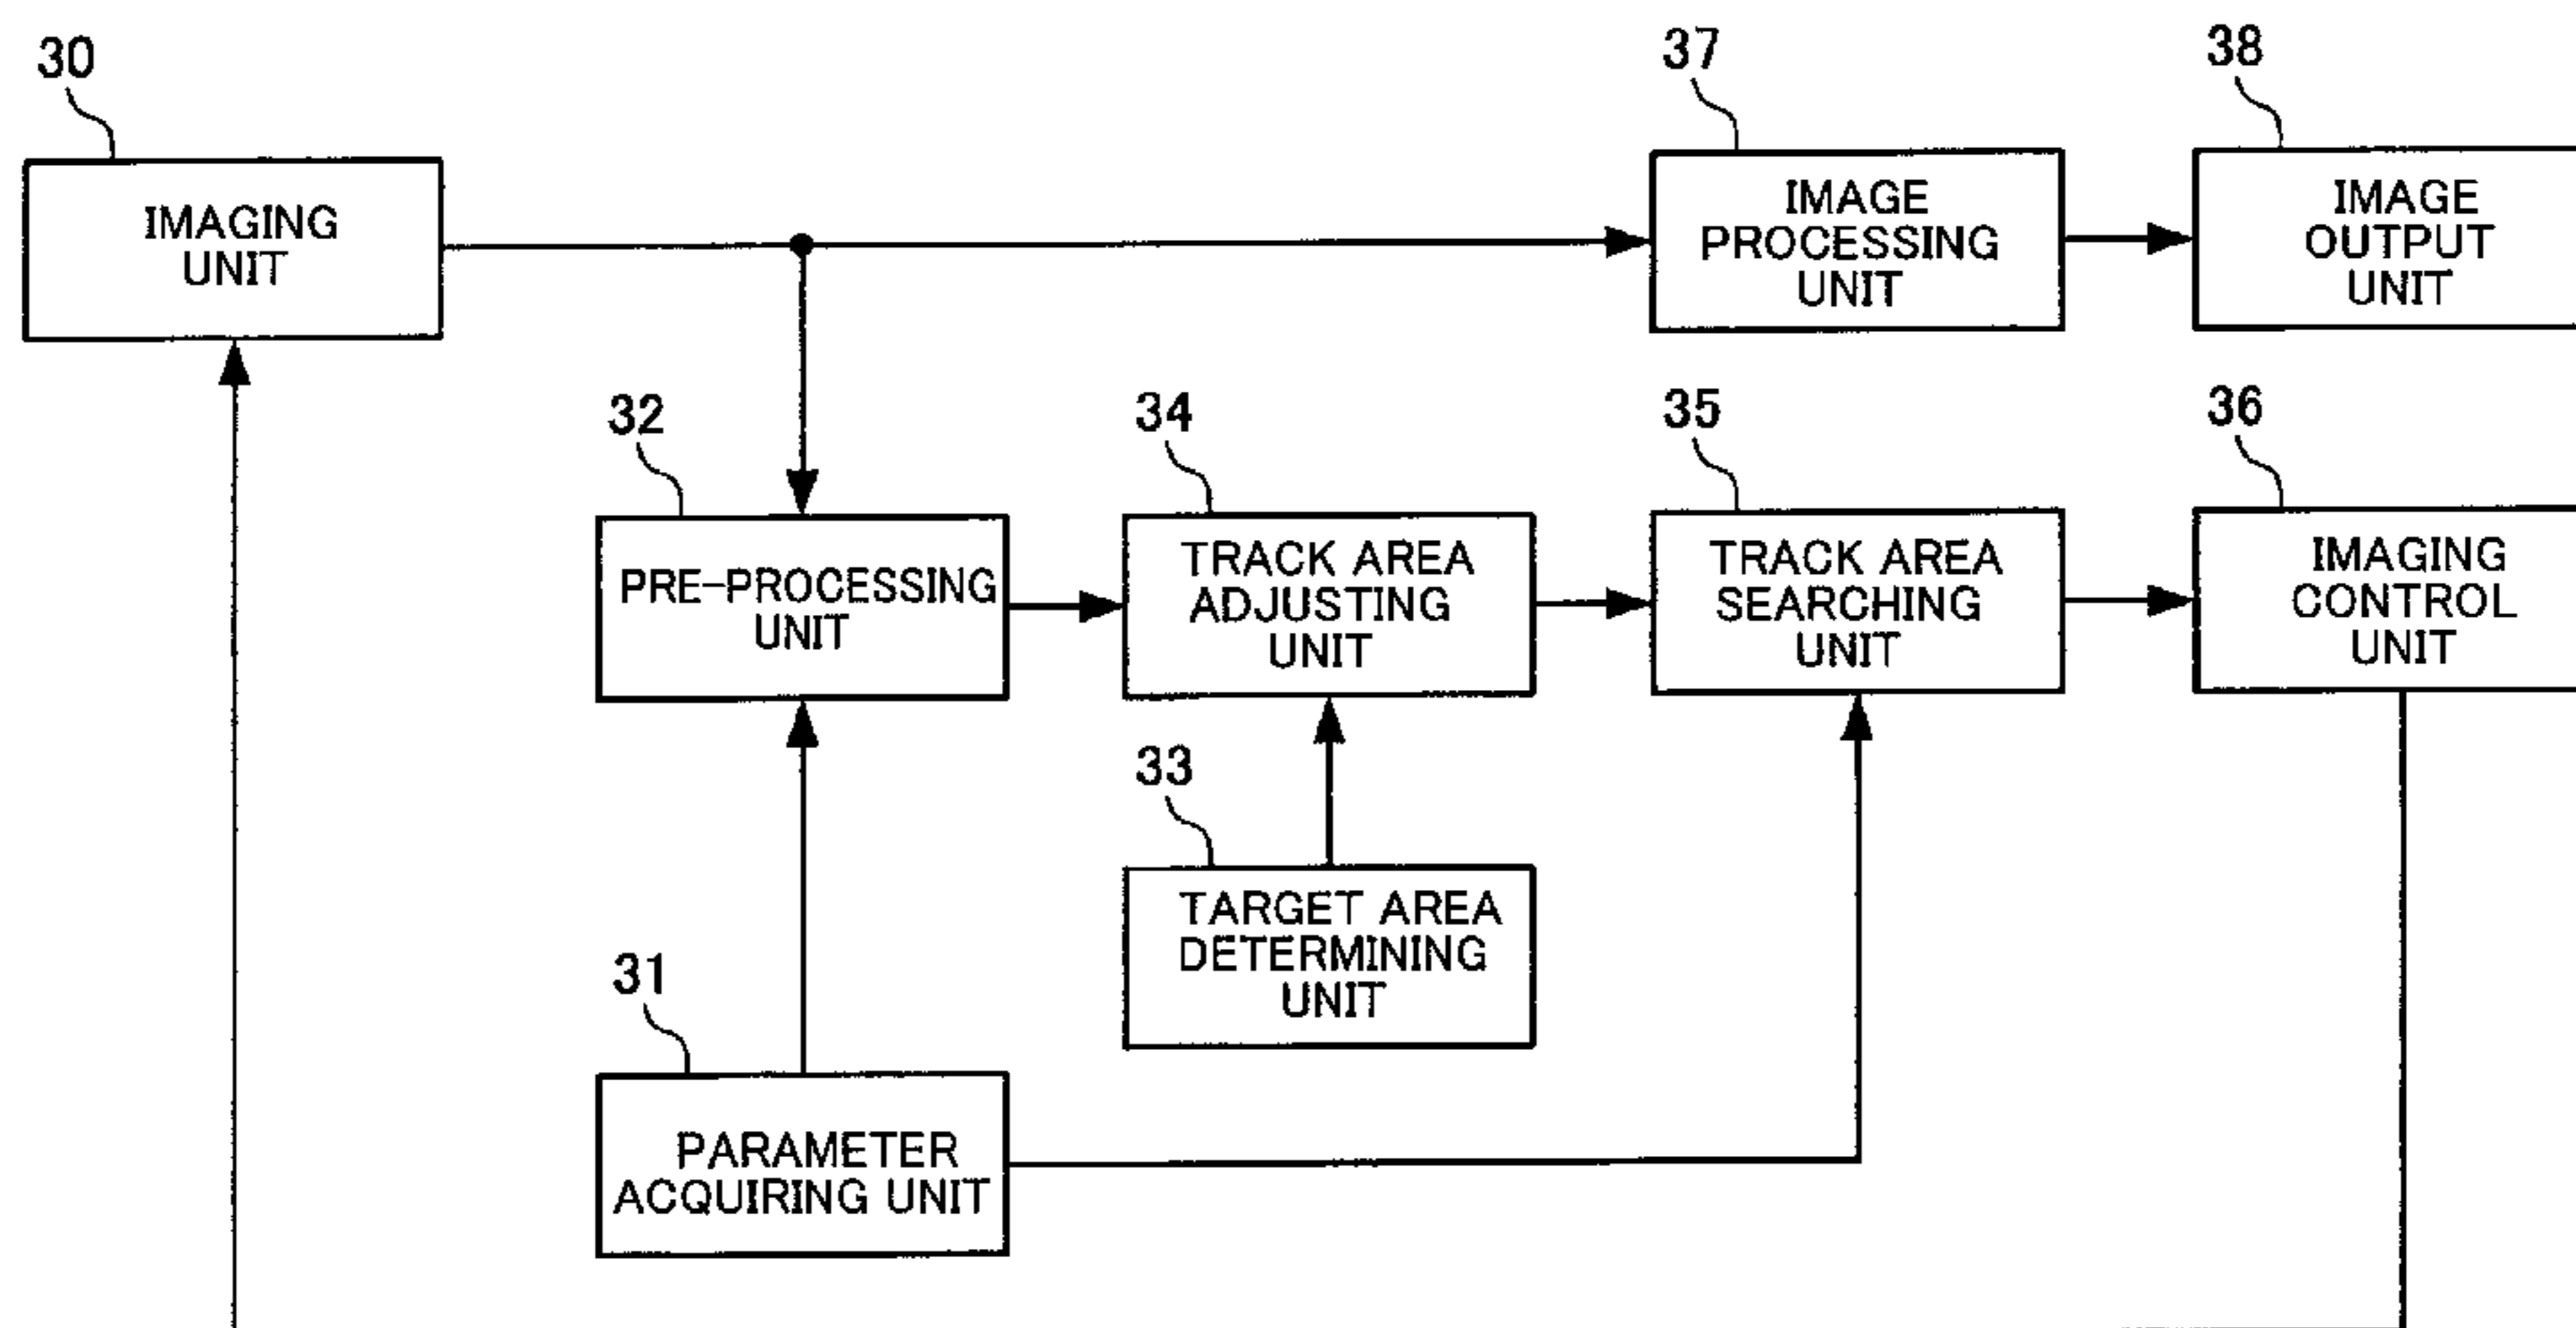 30
37
38
IMAGING
UNIT
IMAGE
PROCESSING
UNIT
IMAGE
OUTPUT
UNIT
32
34
35
36
PRE-PROCESSING
UNIT
TRACK AREA
ADJUSTING
UNIT
TRACK AREA
SEARCHING
UNIT
IMAGING
CONTROL
UNIT
33
TARGET AREA
DETERMINING
UNIT
31
PARAMETER
ACQUIRING UNIT